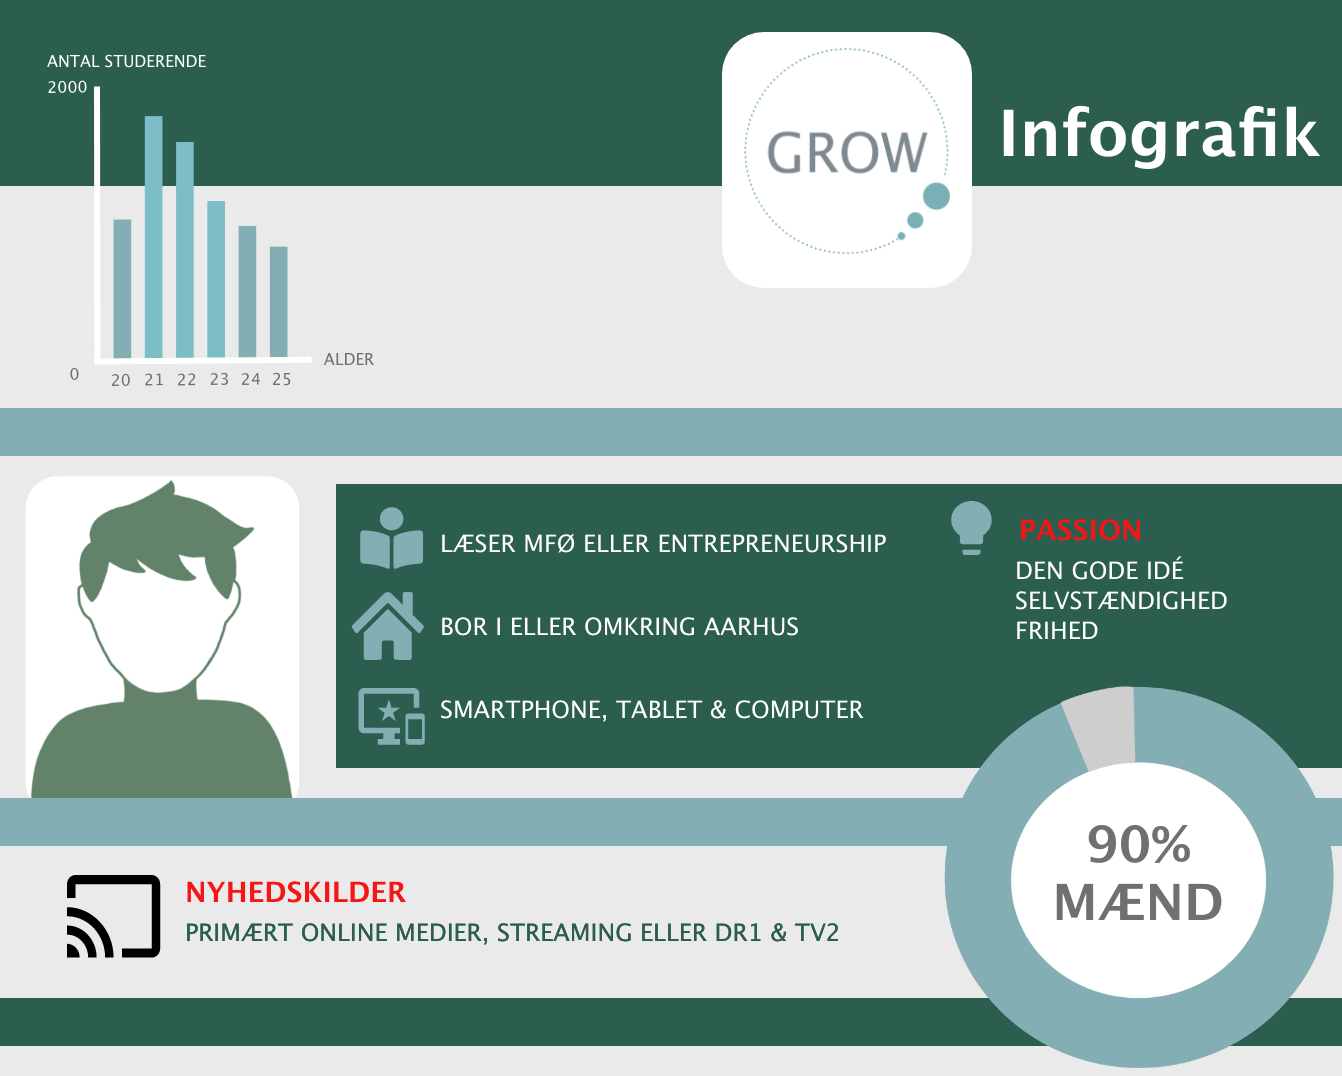 ANTAL STUDERENDE
2000
0
20 21 22 23 24 25
ALDER
GROW
Infografik
LÆSER MFØ ELLER ENTREPRENEURSHIP
BOR I ELLER OMKRING AARHUS
SMARTPHONE, TABLET & COMPUTER
PASSION
DEN GODE IDÉ
SELVSTÆNDIGHED
FRIHED
90%
MÆND
NYHEDSKILDER
PRIMÆRT ONLINE MEDIER, STREAMING ELLER DR1 & TV2